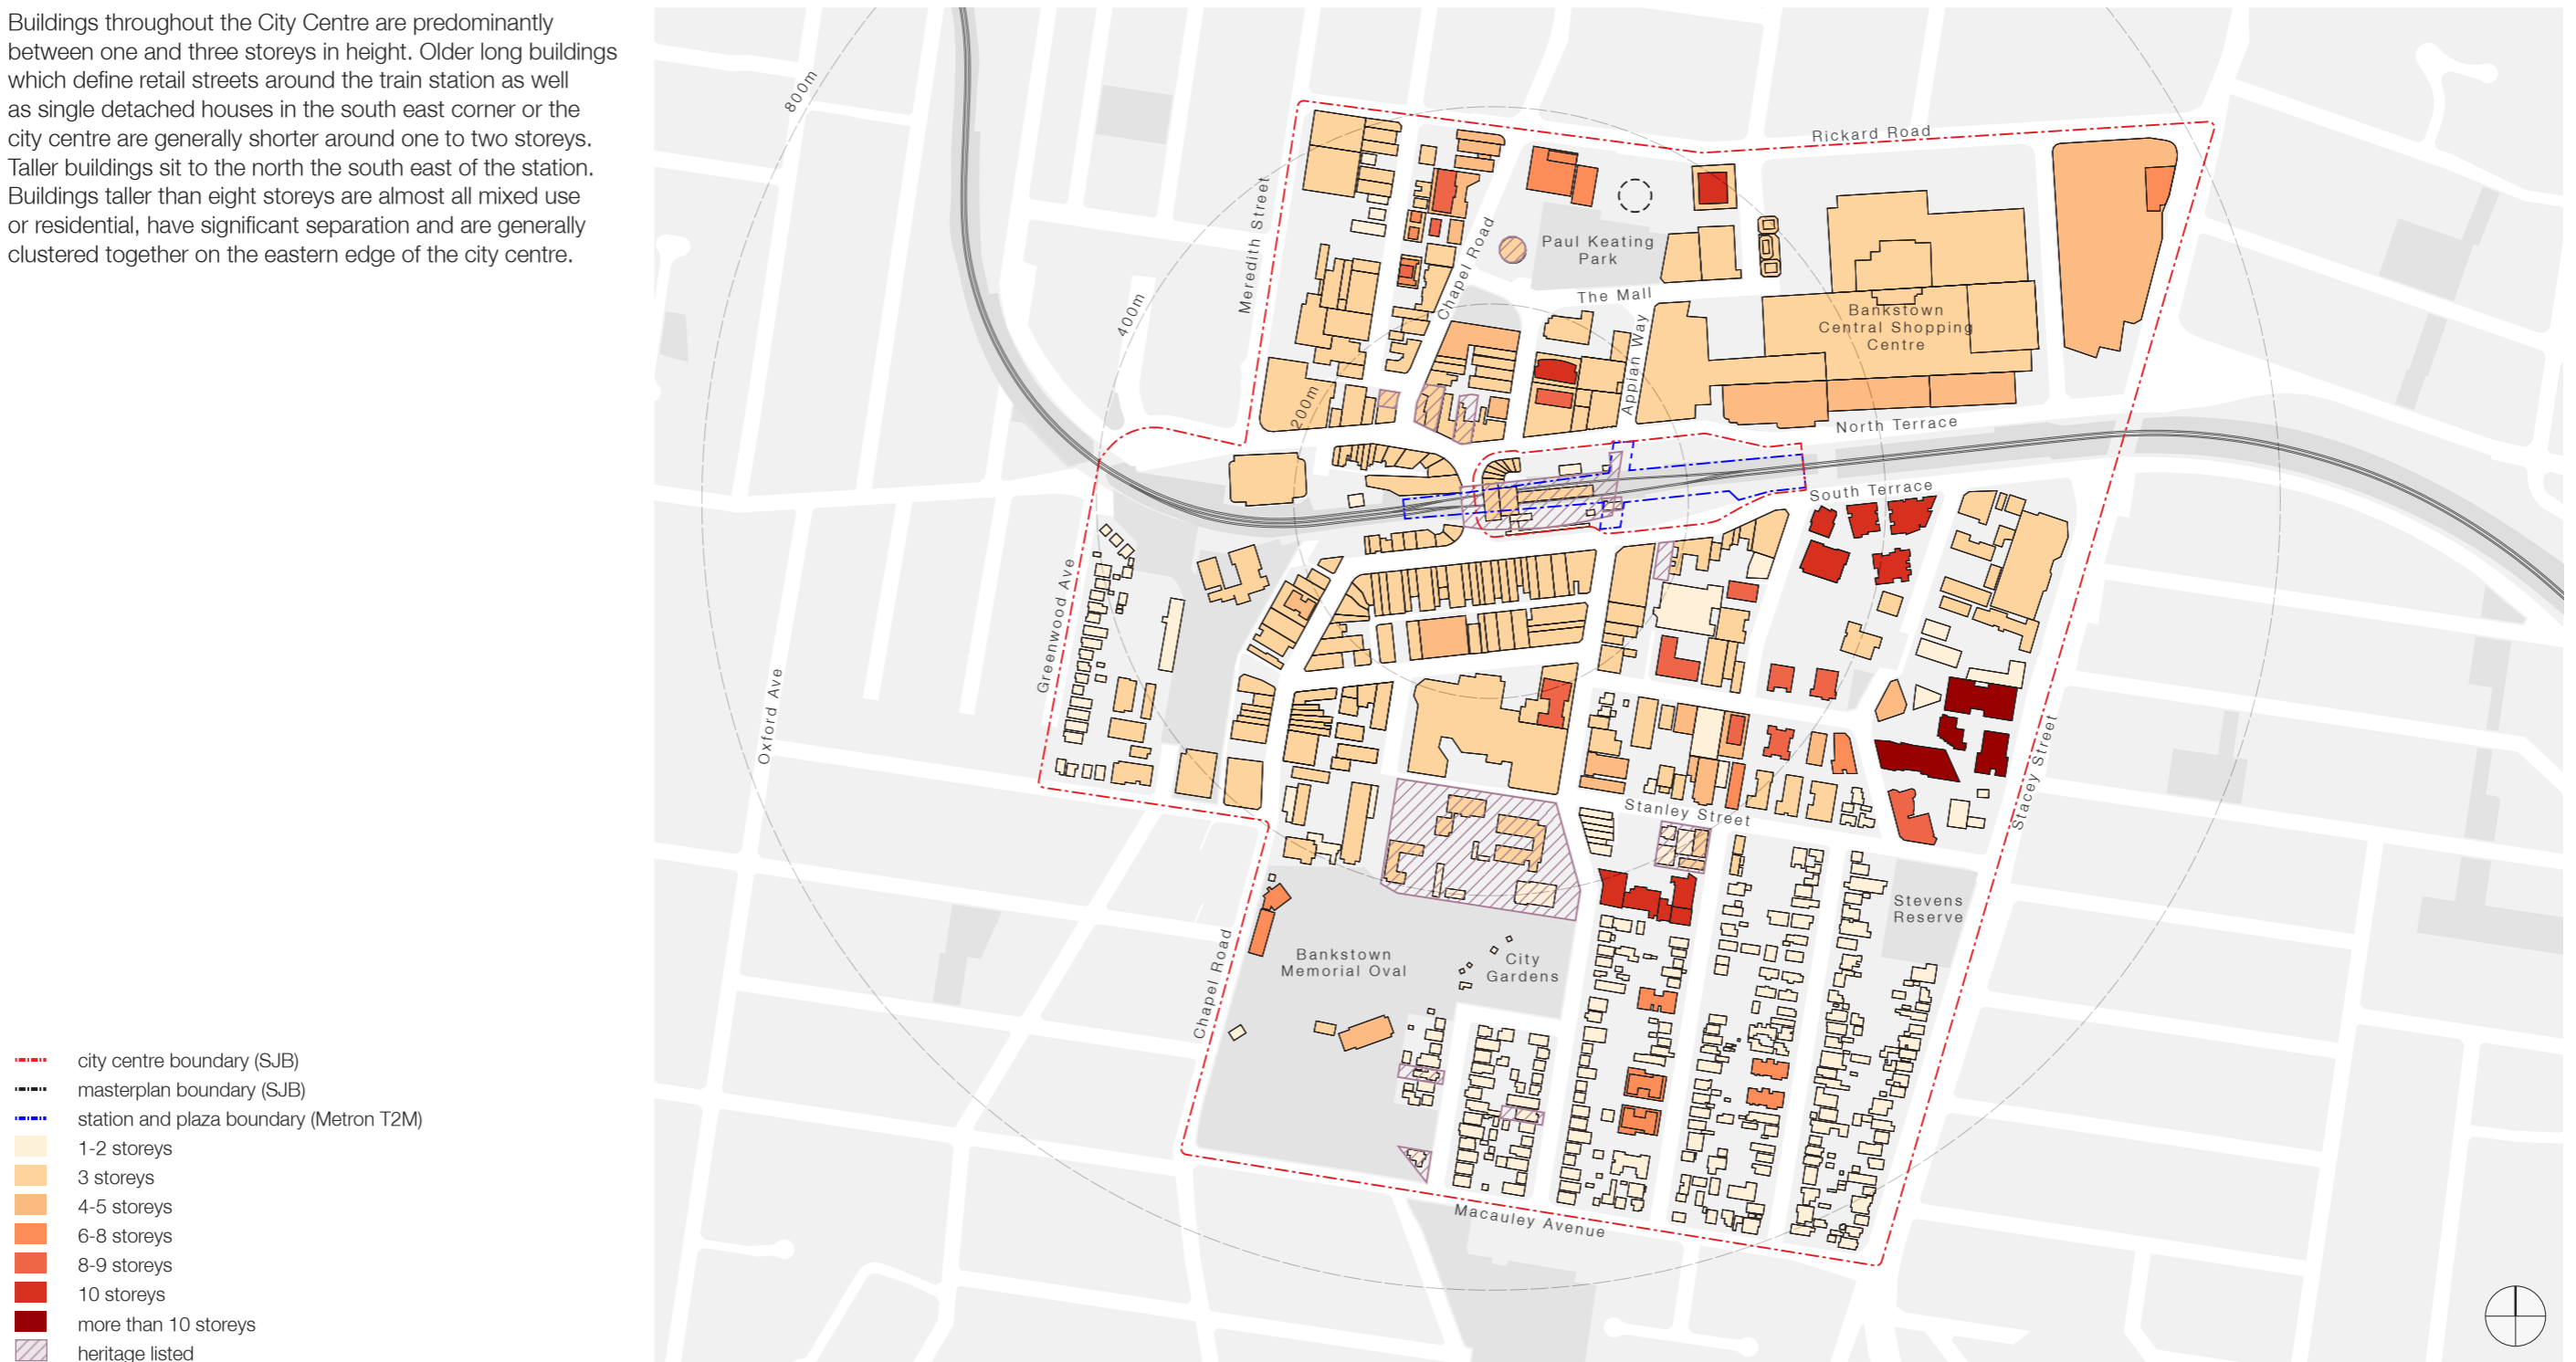 Buildings throughout the City Centre are predominantly
between one and three storeys in height. Older long buildings
which define retail streets around the train station as well
as single detached houses in the south east corner or the
city centre are generally shorter around one to two storeys.
Taller buildings sit to the north the south east of the station.
Buildings taller than eight storeys are almost all mixed use
or residential, have significant separation and are generally
clustered together on the eastern edge of the city centre.
800m
400m
200m
Rickard Road
Meredith Street
Chapel Road
Paul Keating
Park
The Mall
Appian Way
Bankstown
Central Shopping
Centre
North Terrace
South Terrace
Greenwood Ave
Oxford Ave
Stacey Street
Stanley Street
Stevens
Reserve
Bankstown
Memorial Oval
City
Gardens
Chapel Road
Macauley Avenue
city centre boundary (SJB)
masterplan boundary (SJB)
station and plaza boundary (Metron T2M)
1-2 storeys
3 storeys
4-5 storeys
6-8 storeys
8-9 storeys
10 storeys
more than 10 storeys
heritage listed